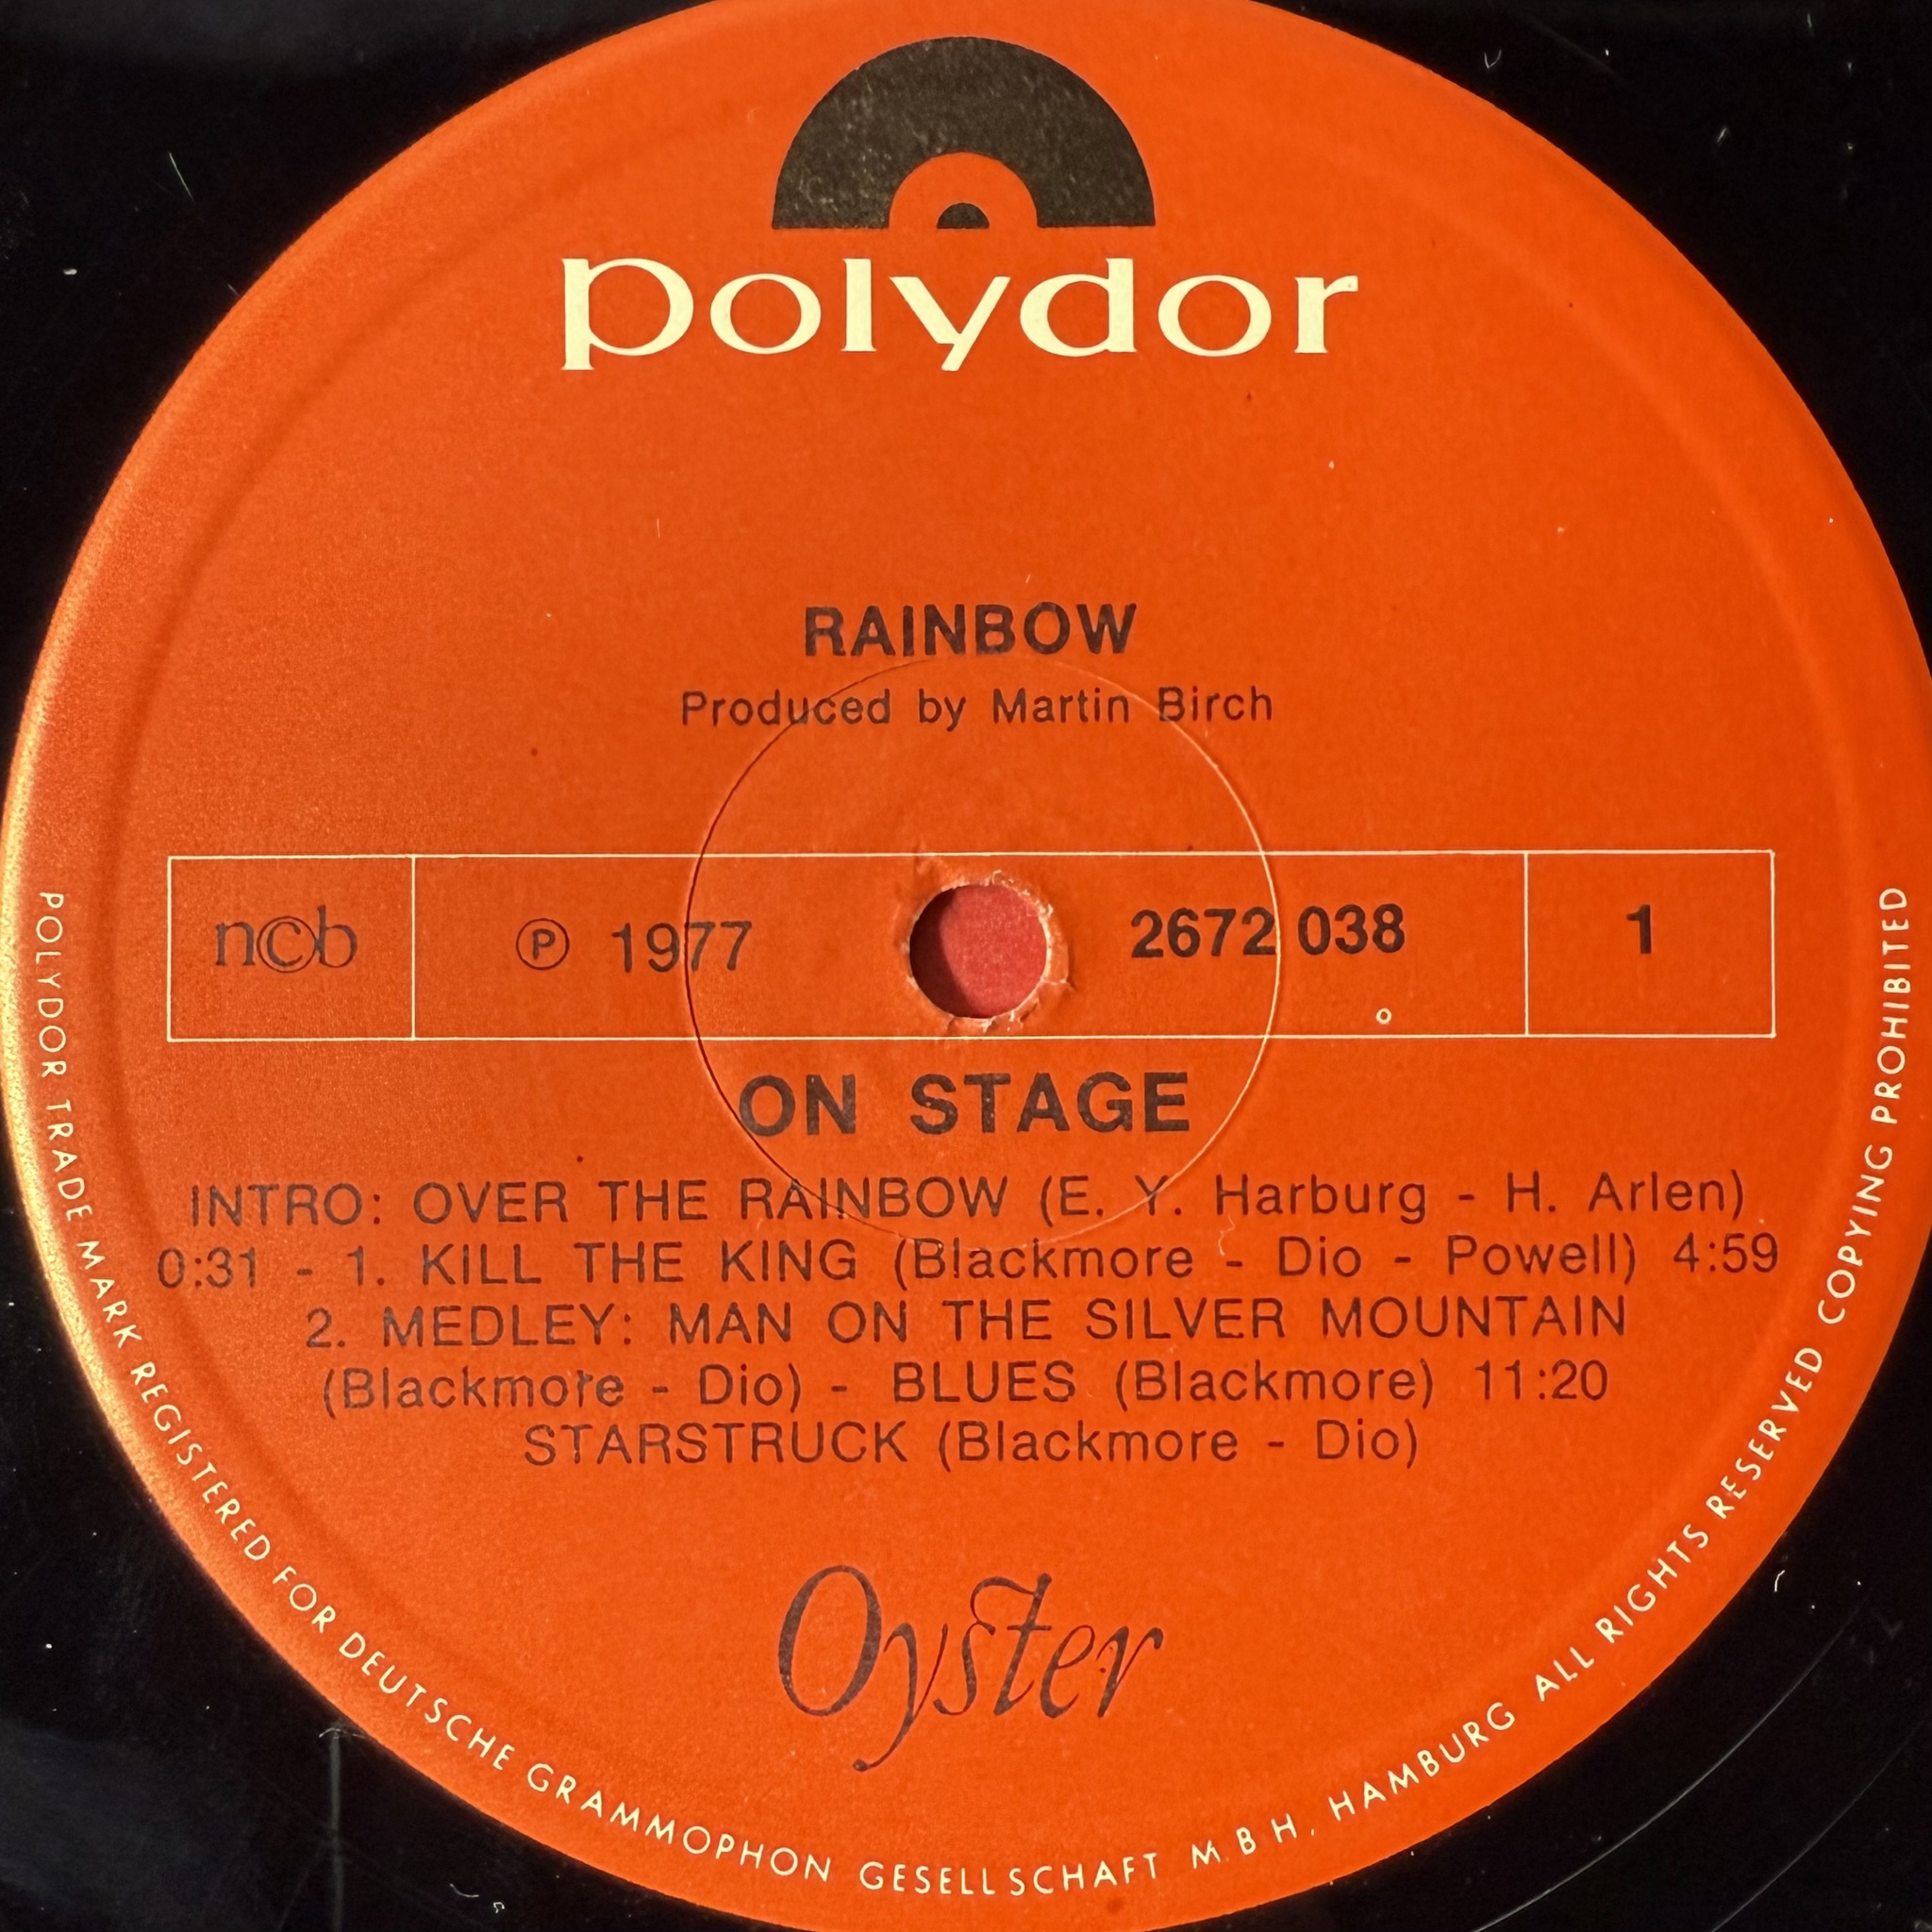 polydor
RAINBOW
Produced by Martin Birch
n©b ℗ 1977 2672 038 1
ON STAGE
INTRO: OVER THE RAINBOW (E. Y. Harburg - H. Arlen)
0:31 - 1. KILL THE KING (Blackmore - Dio - Powell) 4:59
2. MEDLEY: MAN ON THE SILVER MOUNTAIN
(Blackmore - Dio) - BLUES (Blackmore) 11:20
STARSTRUCK (Blackmore - Dio)
Oyster
POLYDOR TRADE MARK REGISTERED FOR DEUTSCHE GRAMMOPHON GESELLSCHAFT M.B H, HAMBURG ALL RIGHTS RESERVED COPYING PROHIBITED